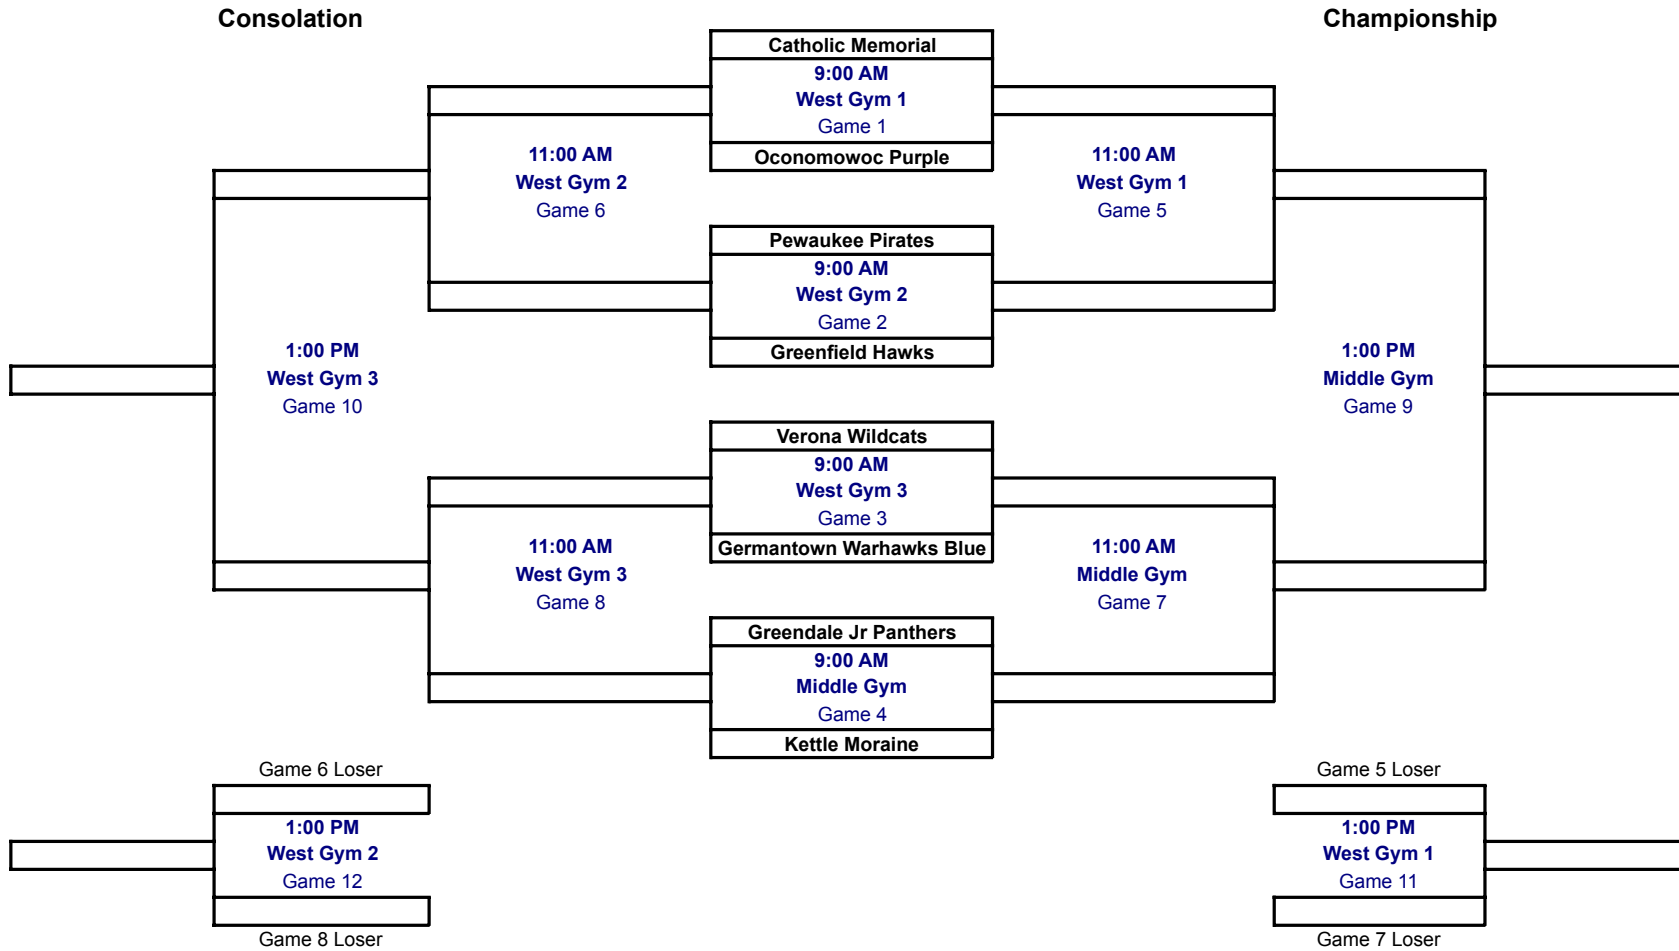 Consolation
Championship
Catholic Memorial
9:00 AM
West Gym 1
Game 1
Oconomowoc Purple
11:00 AM
West Gym 2
Game 6
11:00 AM
West Gym 1
Game 5
Pewaukee Pirates
9:00 AM
West Gym 2
Game 2
Greenfield Hawks
1:00 PM
West Gym 3
Game 10
1:00 PM
Middle Gym
Game 9
Verona Wildcats
9:00 AM
West Gym 3
Game 3
Germantown Warhawks Blue
11:00 AM
West Gym 3
Game 8
11:00 AM
Middle Gym
Game 7
Greendale Jr Panthers
9:00 AM
Middle Gym
Game 4
Kettle Moraine
Game 6 Loser
1:00 PM
West Gym 2
Game 12
Game 8 Loser
Game 5 Loser
1:00 PM
West Gym 1
Game 11
Game 7 Loser